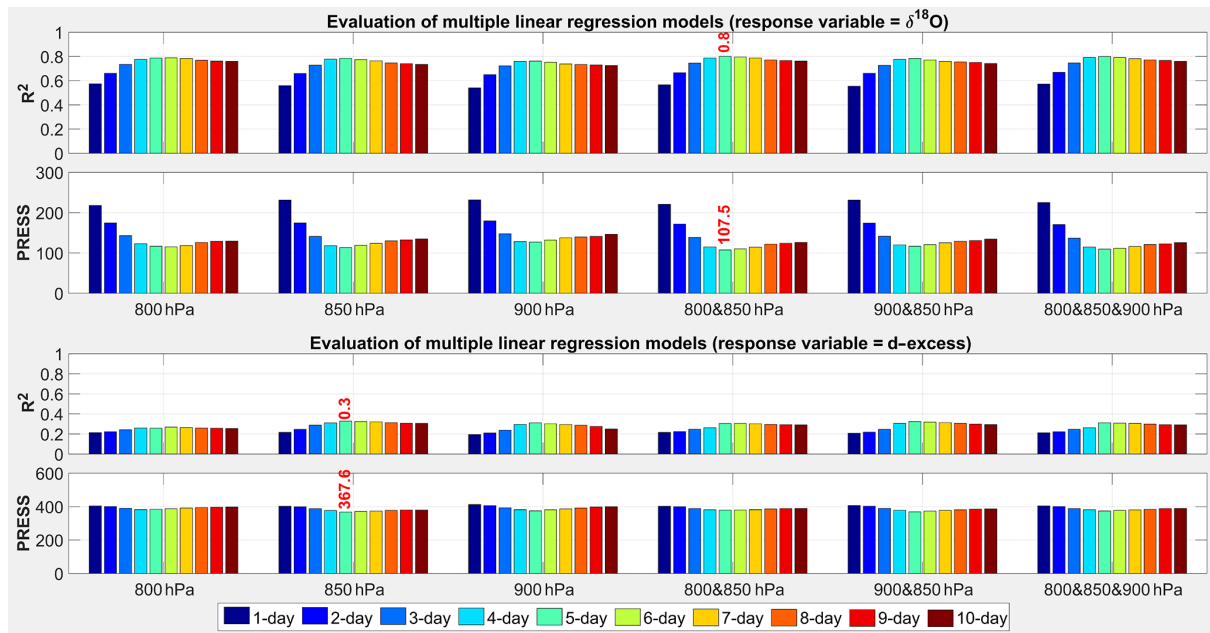 Evaluation of multiple linear regression models (response variable = δ¹⁸O)
1
0.8
0.6
0.4
0.2
0
R²
0.8
300
200
100
0
PRESS
107.5
800 hPa 850 hPa 900 hPa 800&850 hPa 900&850 hPa 800&850&900 hPa
Evaluation of multiple linear regression models (response variable = d-excess)
1
0.8
0.6
0.4
0.2
0
R²
0.3
600
400
200
0
PRESS
367.6
800 hPa 850 hPa 900 hPa 800&850 hPa 900&850 hPa 800&850&900 hPa
1-day 2-day 3-day 4-day 5-day 6-day 7-day 8-day 9-day 10-day